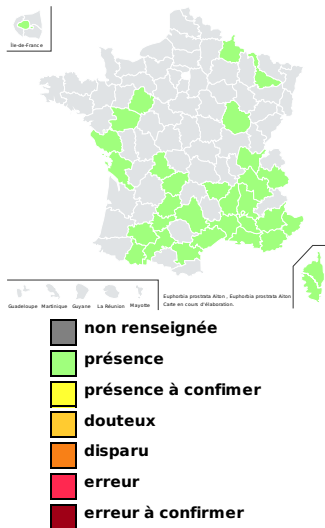 Île-de-France
Guadeloupe Martinique Guyane La Réunion Mayotte
Euphorbia prostrata Aiton , Euphorbia prostrata Aiton
Carte en cours d'élaboration.
non renseignée
présence
présence à confimer
douteux
disparu
erreur
erreur à confirmer